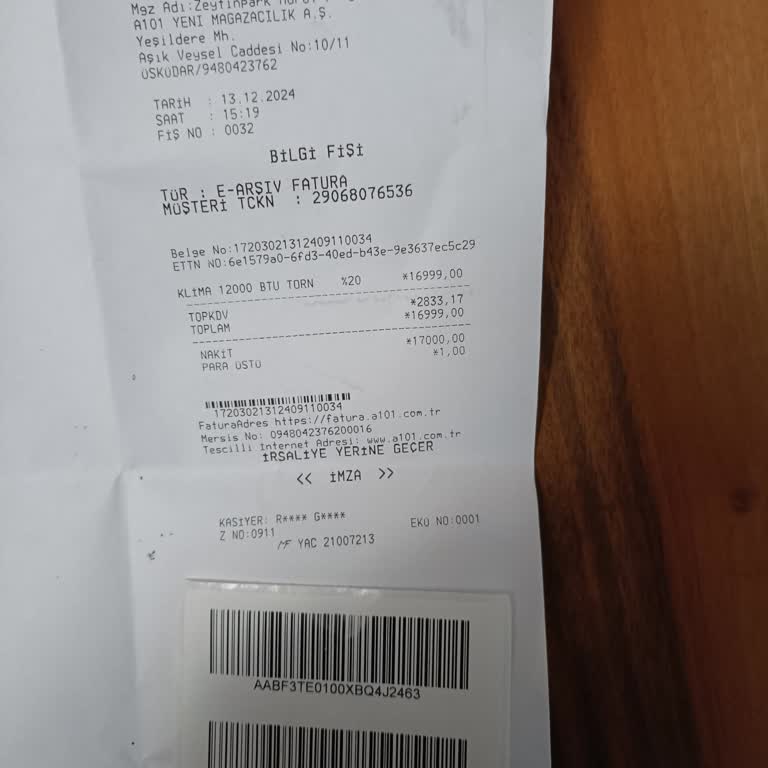 Mgz Adı:ZeytinPark
A101 YENİ MAGAZACILIK A.Ş.
Yeşildere Mh.
Aşık Veysel Caddesi No:10/11
ÜSKÜDAR/9480423762
TARİH : 13.12.2024
SAAT : 15:19
FİŞ NO : 0032
BİLGİ FİŞİ
TÜR : E-ARŞIV FATURA
MÜŞTERİ TCKN : 29068076536
Belge No:17203021312409110034
ETTN NO:6e1579a0-6fd3-40ed-b43e-9e3637ec5c29
KLİMA 12000 BTU TORN %20 *16999,00
TOPKDV *2833,17
TOPLAM *16999,00
NAKİT *17000,00
PARA ÜSTÜ *1,00
17203021312409110034
FaturaAdres https://fatura.a101.com.tr
Mersis No: 0948042376200016
Tescilli Internet Adresi: www.a101.com.tr
İRSALİYE YERİNE GEÇER
<< İMZA >>
KASİYER: R**** G**** EKÜ NO:0001
Z NO:0911
MF YAC 21007213
AABF3TE0100XBQ4J2463